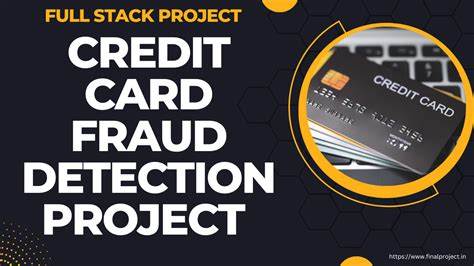 FULL STACK PROJECT
CREDIT
CARD
FRAUD
DETECTION
PROJECT
CREDIT CARD
https://www.finalproject.in